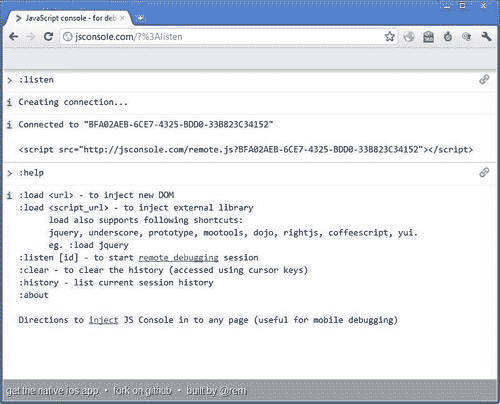 JavaScript console - for deb
jsconsole.com/?%3Alisten
> :listen
i Creating connection...
i Connected to "BFA02AEB-6CE7-4325-BDD0-33B823C34152"
<script src="http://jsconsole.com/remote.js?BFA02AEB-6CE7-4325-BDD0-33B823C34152"></script>
> :help
i :load <url> - to inject new DOM
:load <script_url> - to inject external library
load also supports following shortcuts:
jquery, underscore, prototype, mootools, dojo, rightjs, coffeescript, yui.
eg. :load jquery
:listen [id] - to start remote debugging session
:clear - to clear the history (accessed using cursor keys)
:history - list current session history
:about
Directions to inject JS Console in to any page (useful for mobile debugging)
get the native ios app • fork on github • built by @rem